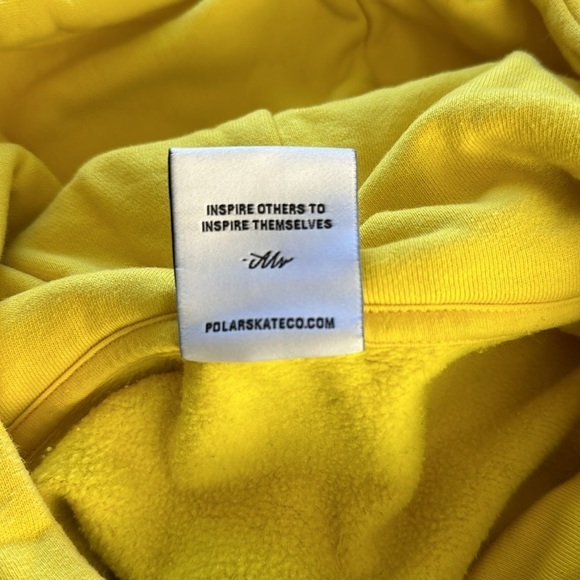 INSPIRE OTHERS TO
INSPIRE THEMSELVES
POLARSKATECO.COM